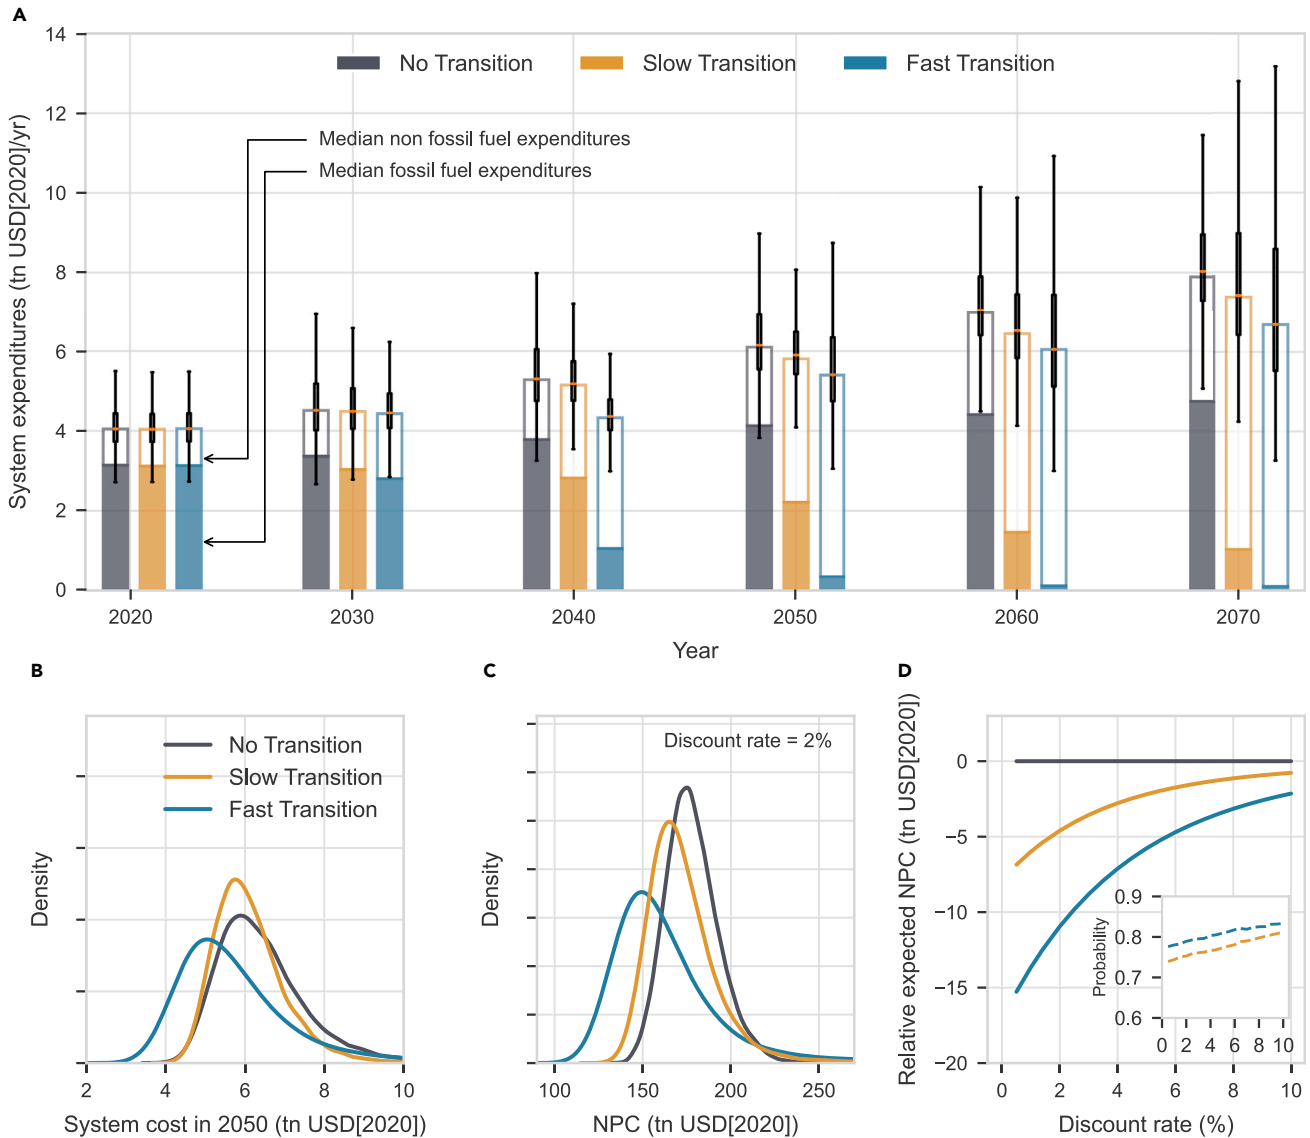 A
14
12
10
8
6
4
2
0
System expenditures (tn USD[2020]/yr)
No Transition
Slow Transition
Fast Transition
Median non fossil fuel expenditures
Median fossil fuel expenditures
2020
2030
2040
2050
2060
2070
Year
B
Density
No Transition
Slow Transition
Fast Transition
2
4
6
8
10
System cost in 2050 (tn USD[2020])
C
Density
Discount rate = 2%
100
150
200
250
NPC (tn USD[2020])
D
Relative expected NPC (tn USD[2020])
0
−5
−10
−15
−20
0
2
4
6
8
10
Discount rate (%)
Probability
0.9
0.8
0.7
0.6
0
2
4
6
8
10